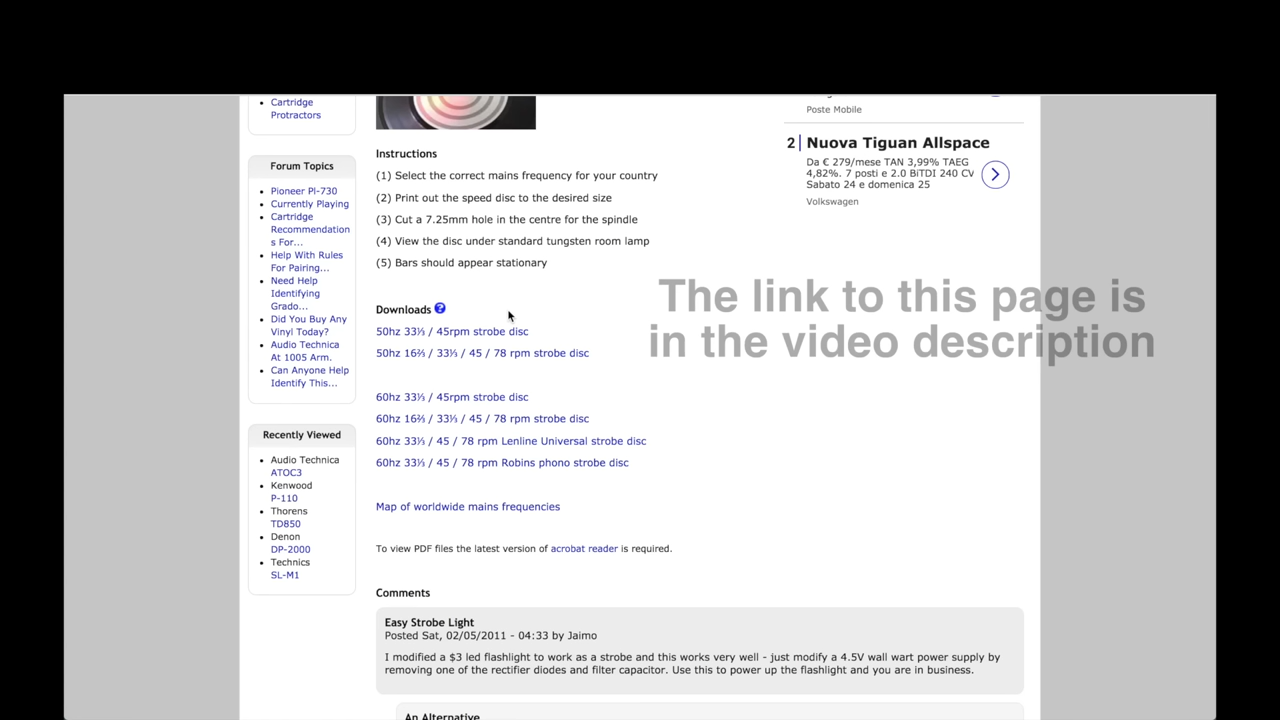 Cartridge
Protractors
Forum Topics
Pioneer Pl-730
Currently Playing
Cartridge
Recommendation
s For...
Help With Rules
For Pairing...
Need Help
Identifying
Grado...
Did You Buy Any
Vinyl Today?
Audio Technica
At 1005 Arm.
Can Anyone Help
Identify This...
Recently Viewed
Audio Technica
ATOC3
Kenwood
P-110
Thorens
TD850
Denon
DP-2000
Technics
SL-M1
Instructions
(1) Select the correct mains frequency for your country
(2) Print out the speed disc to the desired size
(3) Cut a 7.25mm hole in the centre for the spindle
(4) View the disc under standard tungsten room lamp
(5) Bars should appear stationary
Downloads ?
50hz 33⅓ / 45rpm strobe disc
50hz 16⅔ / 33⅓ / 45 / 78 rpm strobe disc
60hz 33⅓ / 45rpm strobe disc
60hz 16⅔ / 33⅓ / 45 / 78 rpm strobe disc
60hz 33⅓ / 45 / 78 rpm Lenline Universal strobe disc
60hz 33⅓ / 45 / 78 rpm Robins phono strobe disc
Map of worldwide mains frequencies
To view PDF files the latest version of acrobat reader is required.
Comments
Easy Strobe Light
Posted Sat, 02/05/2011 - 04:33 by Jaimo
I modified a $3 led flashlight to work as a strobe and this works very well - just modify a 4.5V wall wart power supply by
removing one of the rectifier diodes and filter capacitor. Use this to power up the flashlight and you are in business.
An Alternative
Poste Mobile
2 Nuova Tiguan Allspace
Da € 279/mese TAN 3,99% TAEG
4,82%. 7 posti e 2.0 BiTDI 240 CV
Sabato 24 e domenica 25
Volkswagen
The link to this page is
in the video description